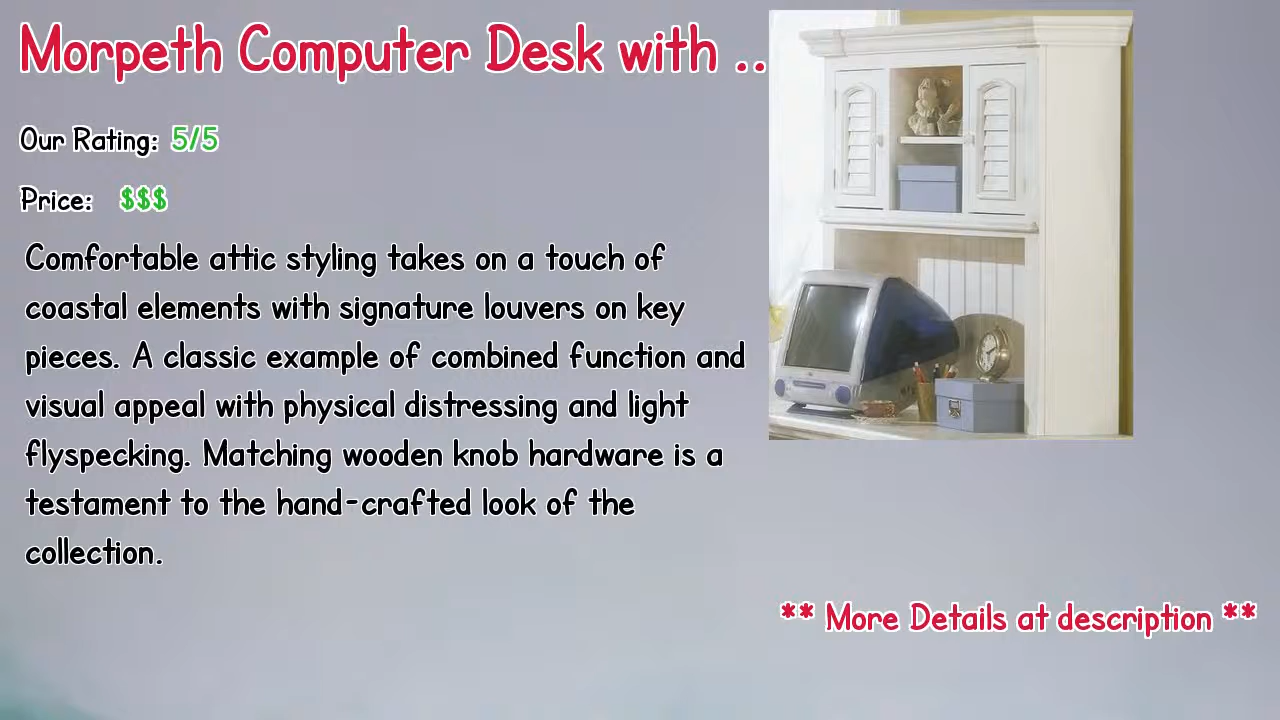 Morpeth Computer Desk with ..
Our Rating: 5/5
Price: $$$
Comfortable attic styling takes on a touch of
coastal elements with signature louvers on key
pieces. A classic example of combined function and
visual appeal with physical distressing and light
flyspecking. Matching wooden knob hardware is a
testament to the hand-crafted look of the
collection.
** More Details at description **